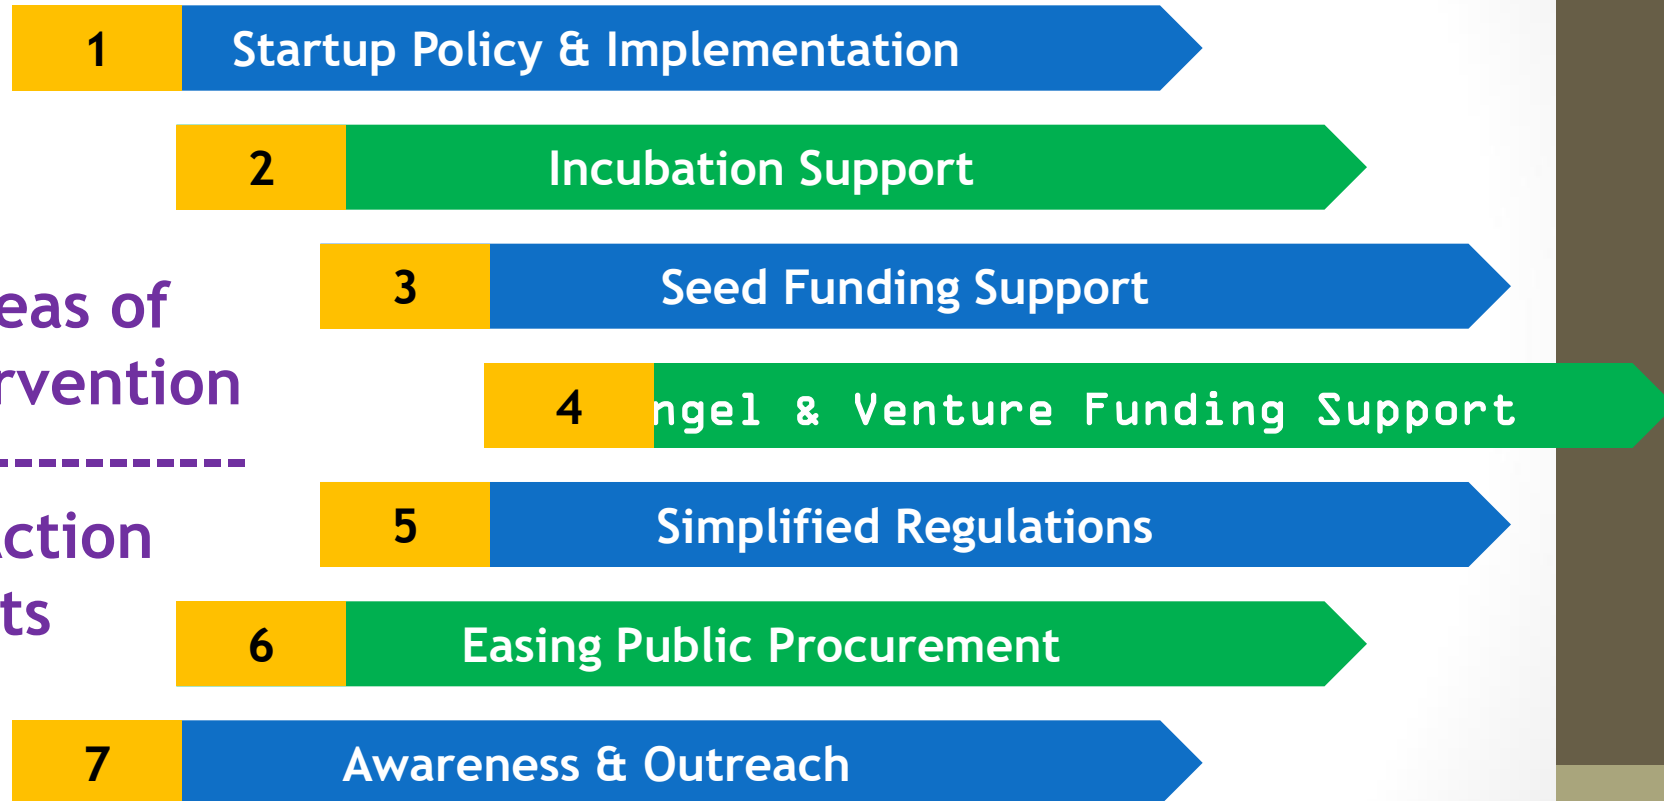 1 Startup Policy & Implementation
2 Incubation Support
3 Seed Funding Support
eas of
rvention
4 ngel & Venture Funding Support
5 Simplified Regulations
ction
ts
6 Easing Public Procurement
7 Awareness & Outreach